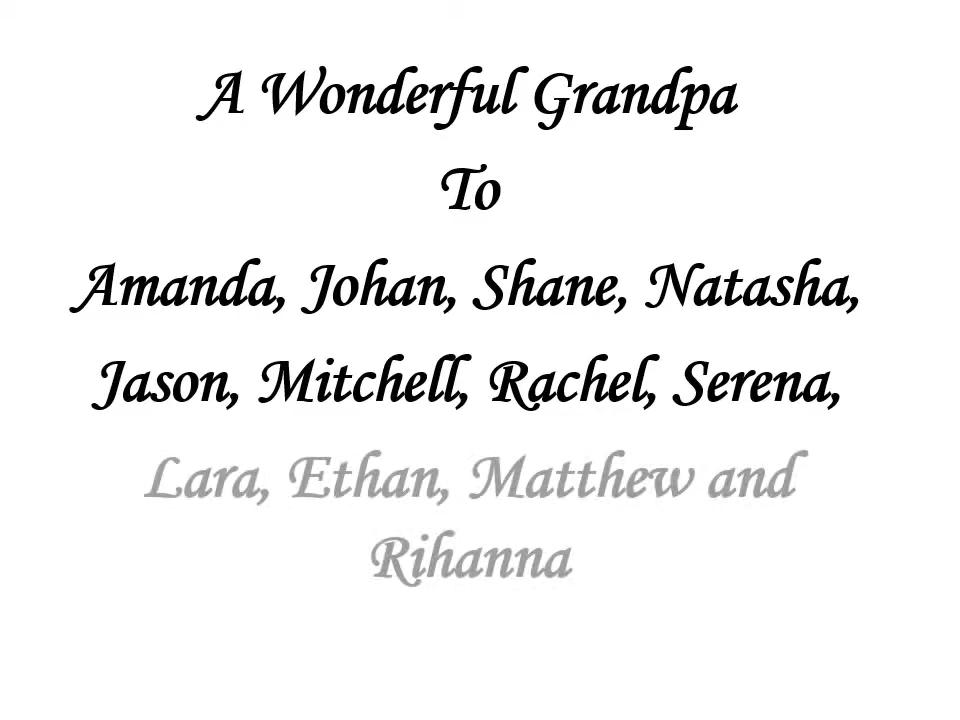 A Wonderful Grandpa
To
Amanda, Johan, Shane, Natasha,
Jason, Mitchell, Rachel, Serena,
Lara, Ethan, Matthew and
Rihanna